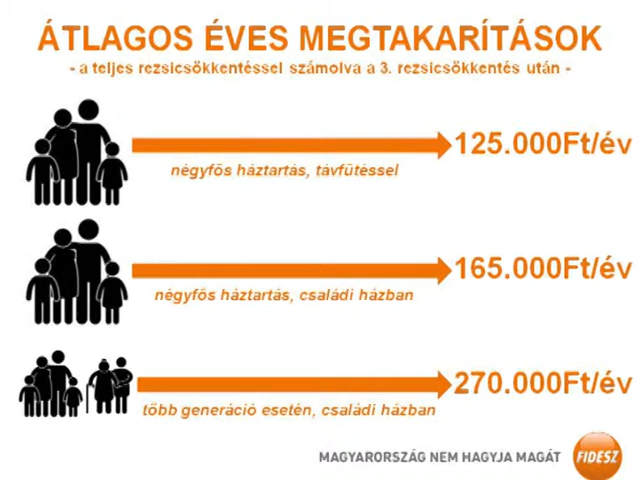 ÁTLAGOS ÉVES MEGTAKARÍTÁSOK
- a teljes rezsicsökkentéssel számolva a 3. rezsicsökkentés után -
125.000Ft/év
négyfős háztartás, távfűtéssel
165.000Ft/év
négyfős háztartás, családi házban
270.000Ft/év
több generáció esetén, családi házban
MAGYARORSZÁG NEM HAGYJA MAGÁT
FIDESZ